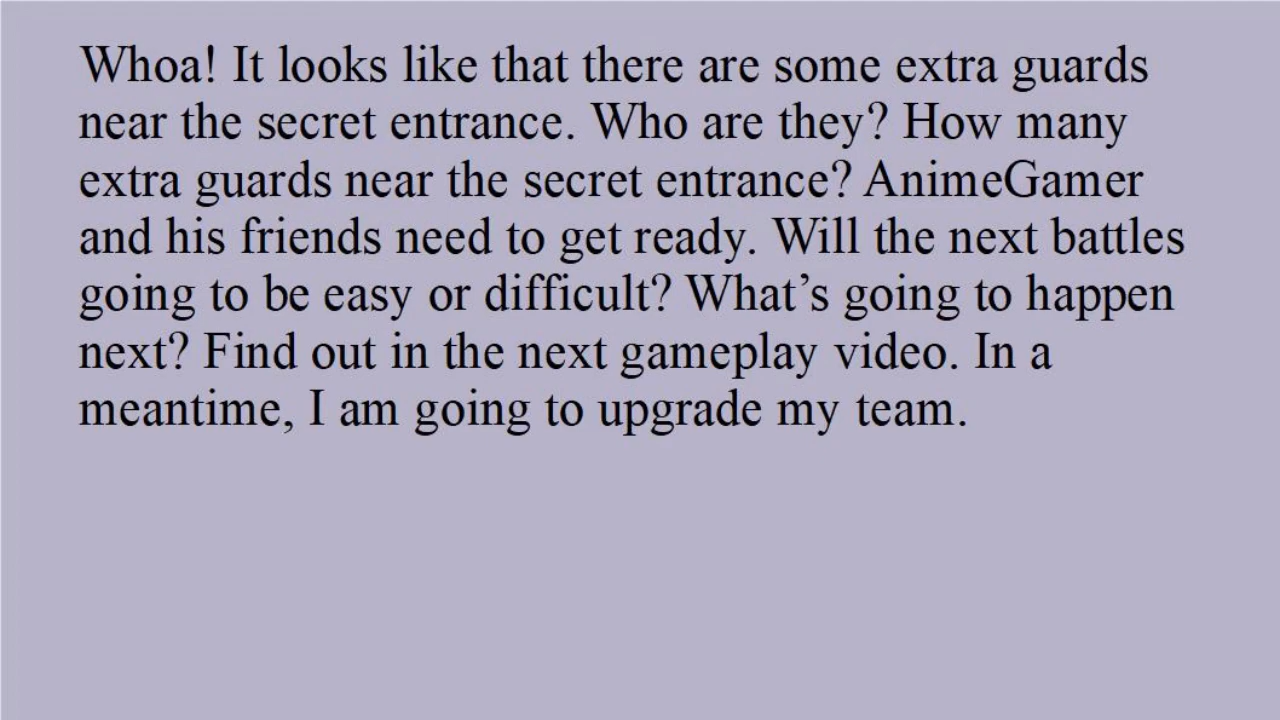 Whoa! It looks like that there are some extra guards
near the secret entrance. Who are they? How many
extra guards near the secret entrance? AnimeGamer
and his friends need to get ready. Will the next battles
going to be easy or difficult? What’s going to happen
next? Find out in the next gameplay video. In a
meantime, I am going to upgrade my team.